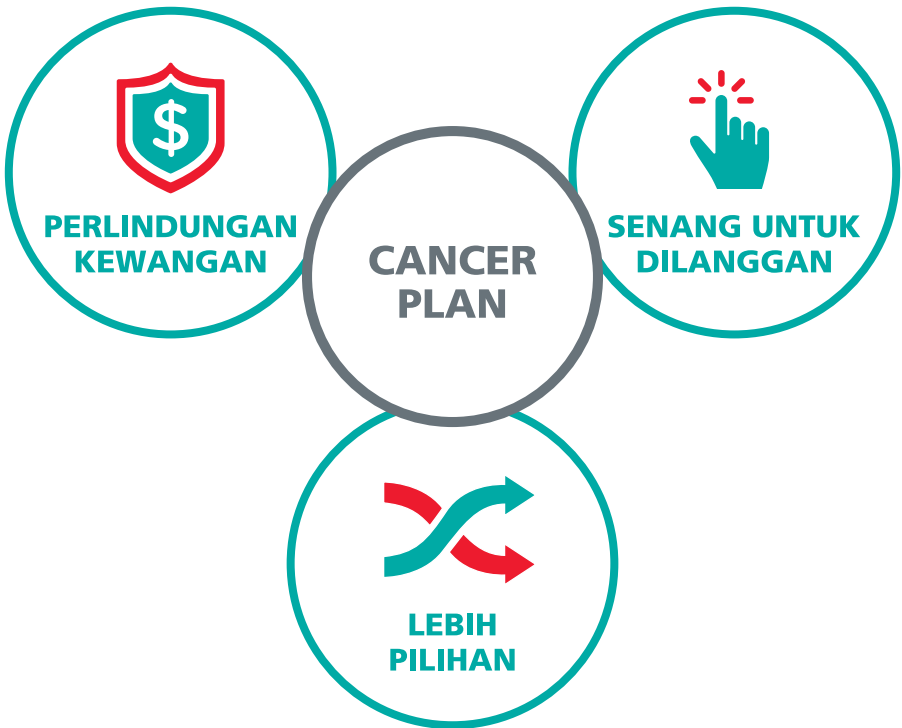 PERLINDUNGAN
KEWANGAN
CANCER
PLAN
SENANG UNTUK
DILANGGAN
LEBIH
PILIHAN